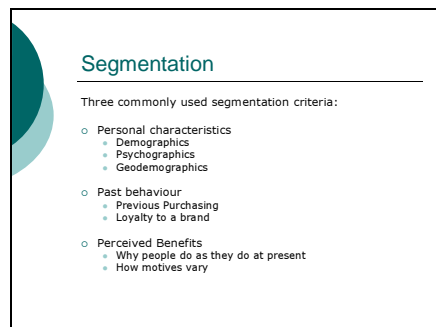 Segmentation
Three commonly used segmentation criteria:
Personal characteristics
Demographics
Psychographics
Geodemographics
Past behaviour
Previous Purchasing
Loyalty to a brand
Perceived Benefits
Why people do as they do at present
How motives vary